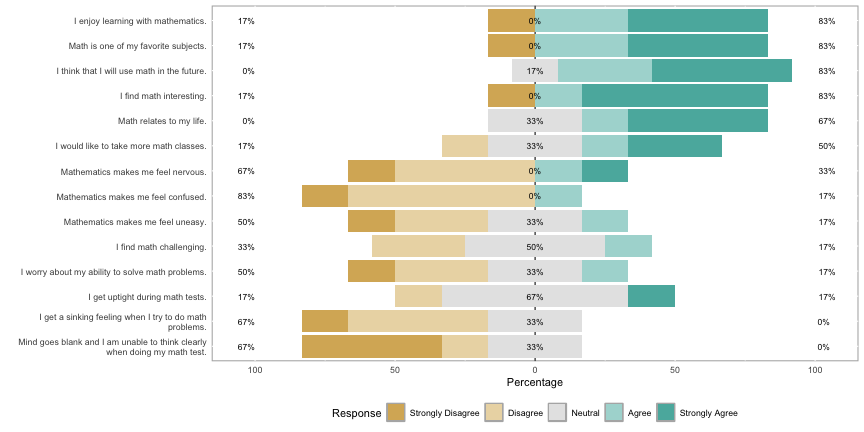 I enjoy learning with mathematics. 17% 0% 83%
Math is one of my favorite subjects. 17% 0% 83%
I think that I will use math in the future. 0% 17% 83%
I find math interesting. 17% 0% 83%
Math relates to my life. 0% 33% 67%
I would like to take more math classes. 17% 33% 50%
Mathematics makes me feel nervous. 67% 0% 33%
Mathematics makes me feel confused. 83% 0% 17%
Mathematics makes me feel uneasy. 50% 33% 17%
I find math challenging. 33% 50% 17%
I worry about my ability to solve math problems. 50% 33% 17%
I get uptight during math tests. 17% 67% 17%
I get a sinking feeling when I try to do math
problems. 67% 33% 0%
Mind goes blank and I am unable to think clearly
when doing my math test. 67% 33% 0%
100 50 0 50 100
Percentage
Response Strongly Disagree Disagree Neutral Agree Strongly Agree